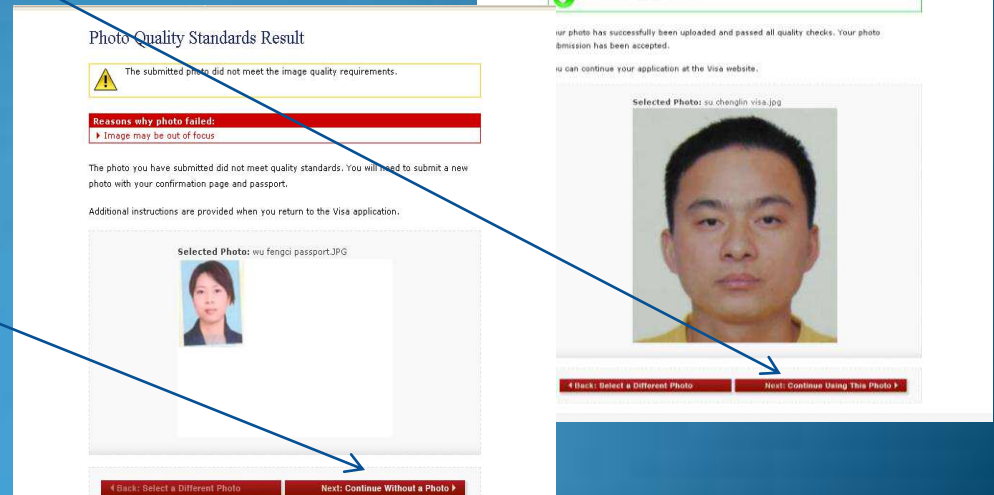 Photo Quality Standards Result
The submitted photo did not meet the image quality requirements.
Reasons why photo failed:
Image may be out of focus
The photo you have submitted did not meet quality standards. You will need to submit a new
photo with your confirmation page and passport.
Additional instructions are provided when you return to the Visa application.
Selected Photo: wu fengci passport.JPG
Back: Select a Different Photo
Next: Continue Without a Photo
ur photo has successfully been uploaded and passed all quality checks. Your photo
bmission has been accepted.
u can continue your application at the Visa website.
Selected Photo: su chenglin visa.jpg
Back: Select a Different Photo
Next: Continue Using This Photo